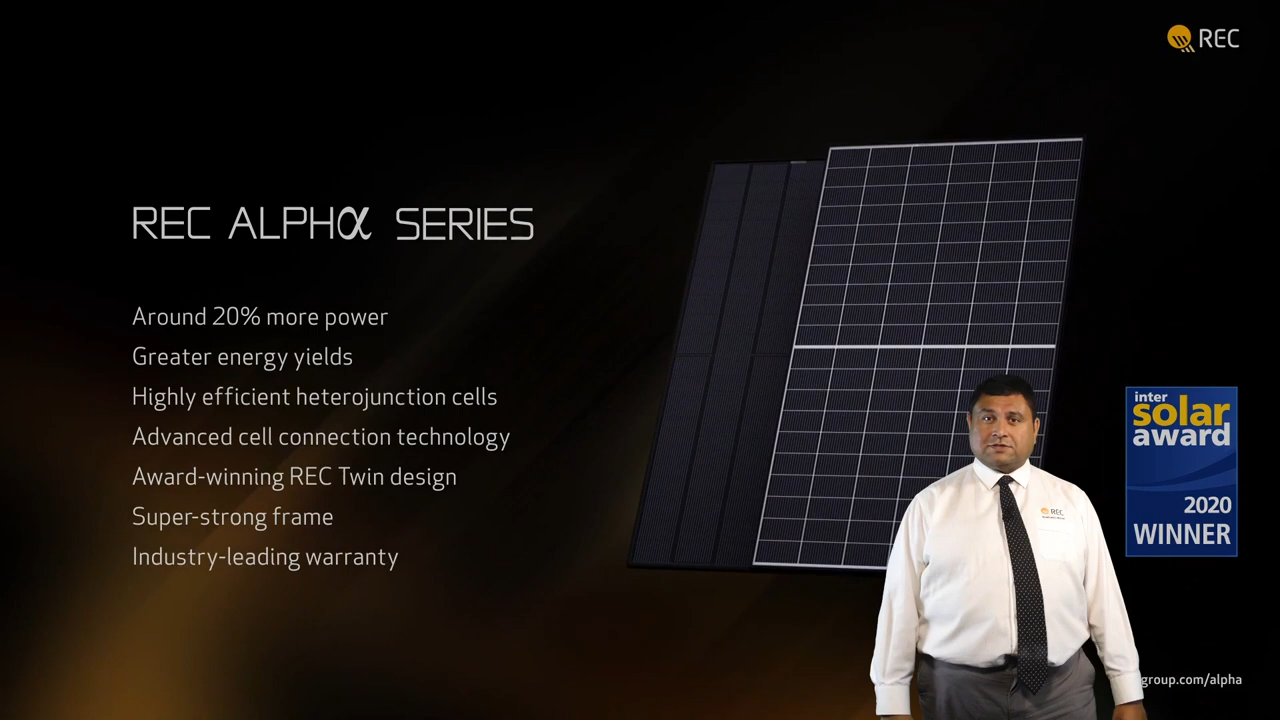 REC
REC ALPHα SERIES
Around 20% more power
Greater energy yields
Highly efficient heterojunction cells
Advanced cell connection technology
Award-winning REC Twin design
Super-strong frame
Industry-leading warranty
inter
solar
award
2020
WINNER
REC
group.com/alpha